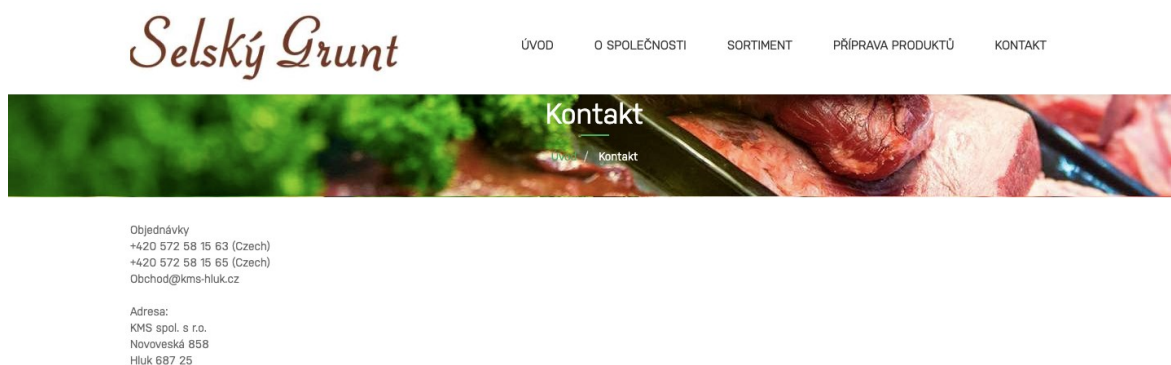 Selský Grunt
ÚVOD O SPOLEČNOSTI SORTIMENT PŘÍPRAVA PRODUKTŮ KONTAKT
Kontakt
Úvod / Kontakt
Objednávky
+420 572 58 15 63 (Czech)
+420 572 58 15 65 (Czech)
Obchod@kms-hluk.cz
Adresa:
KMS spol. s r.o.
Novoveská 858
Hluk 687 25